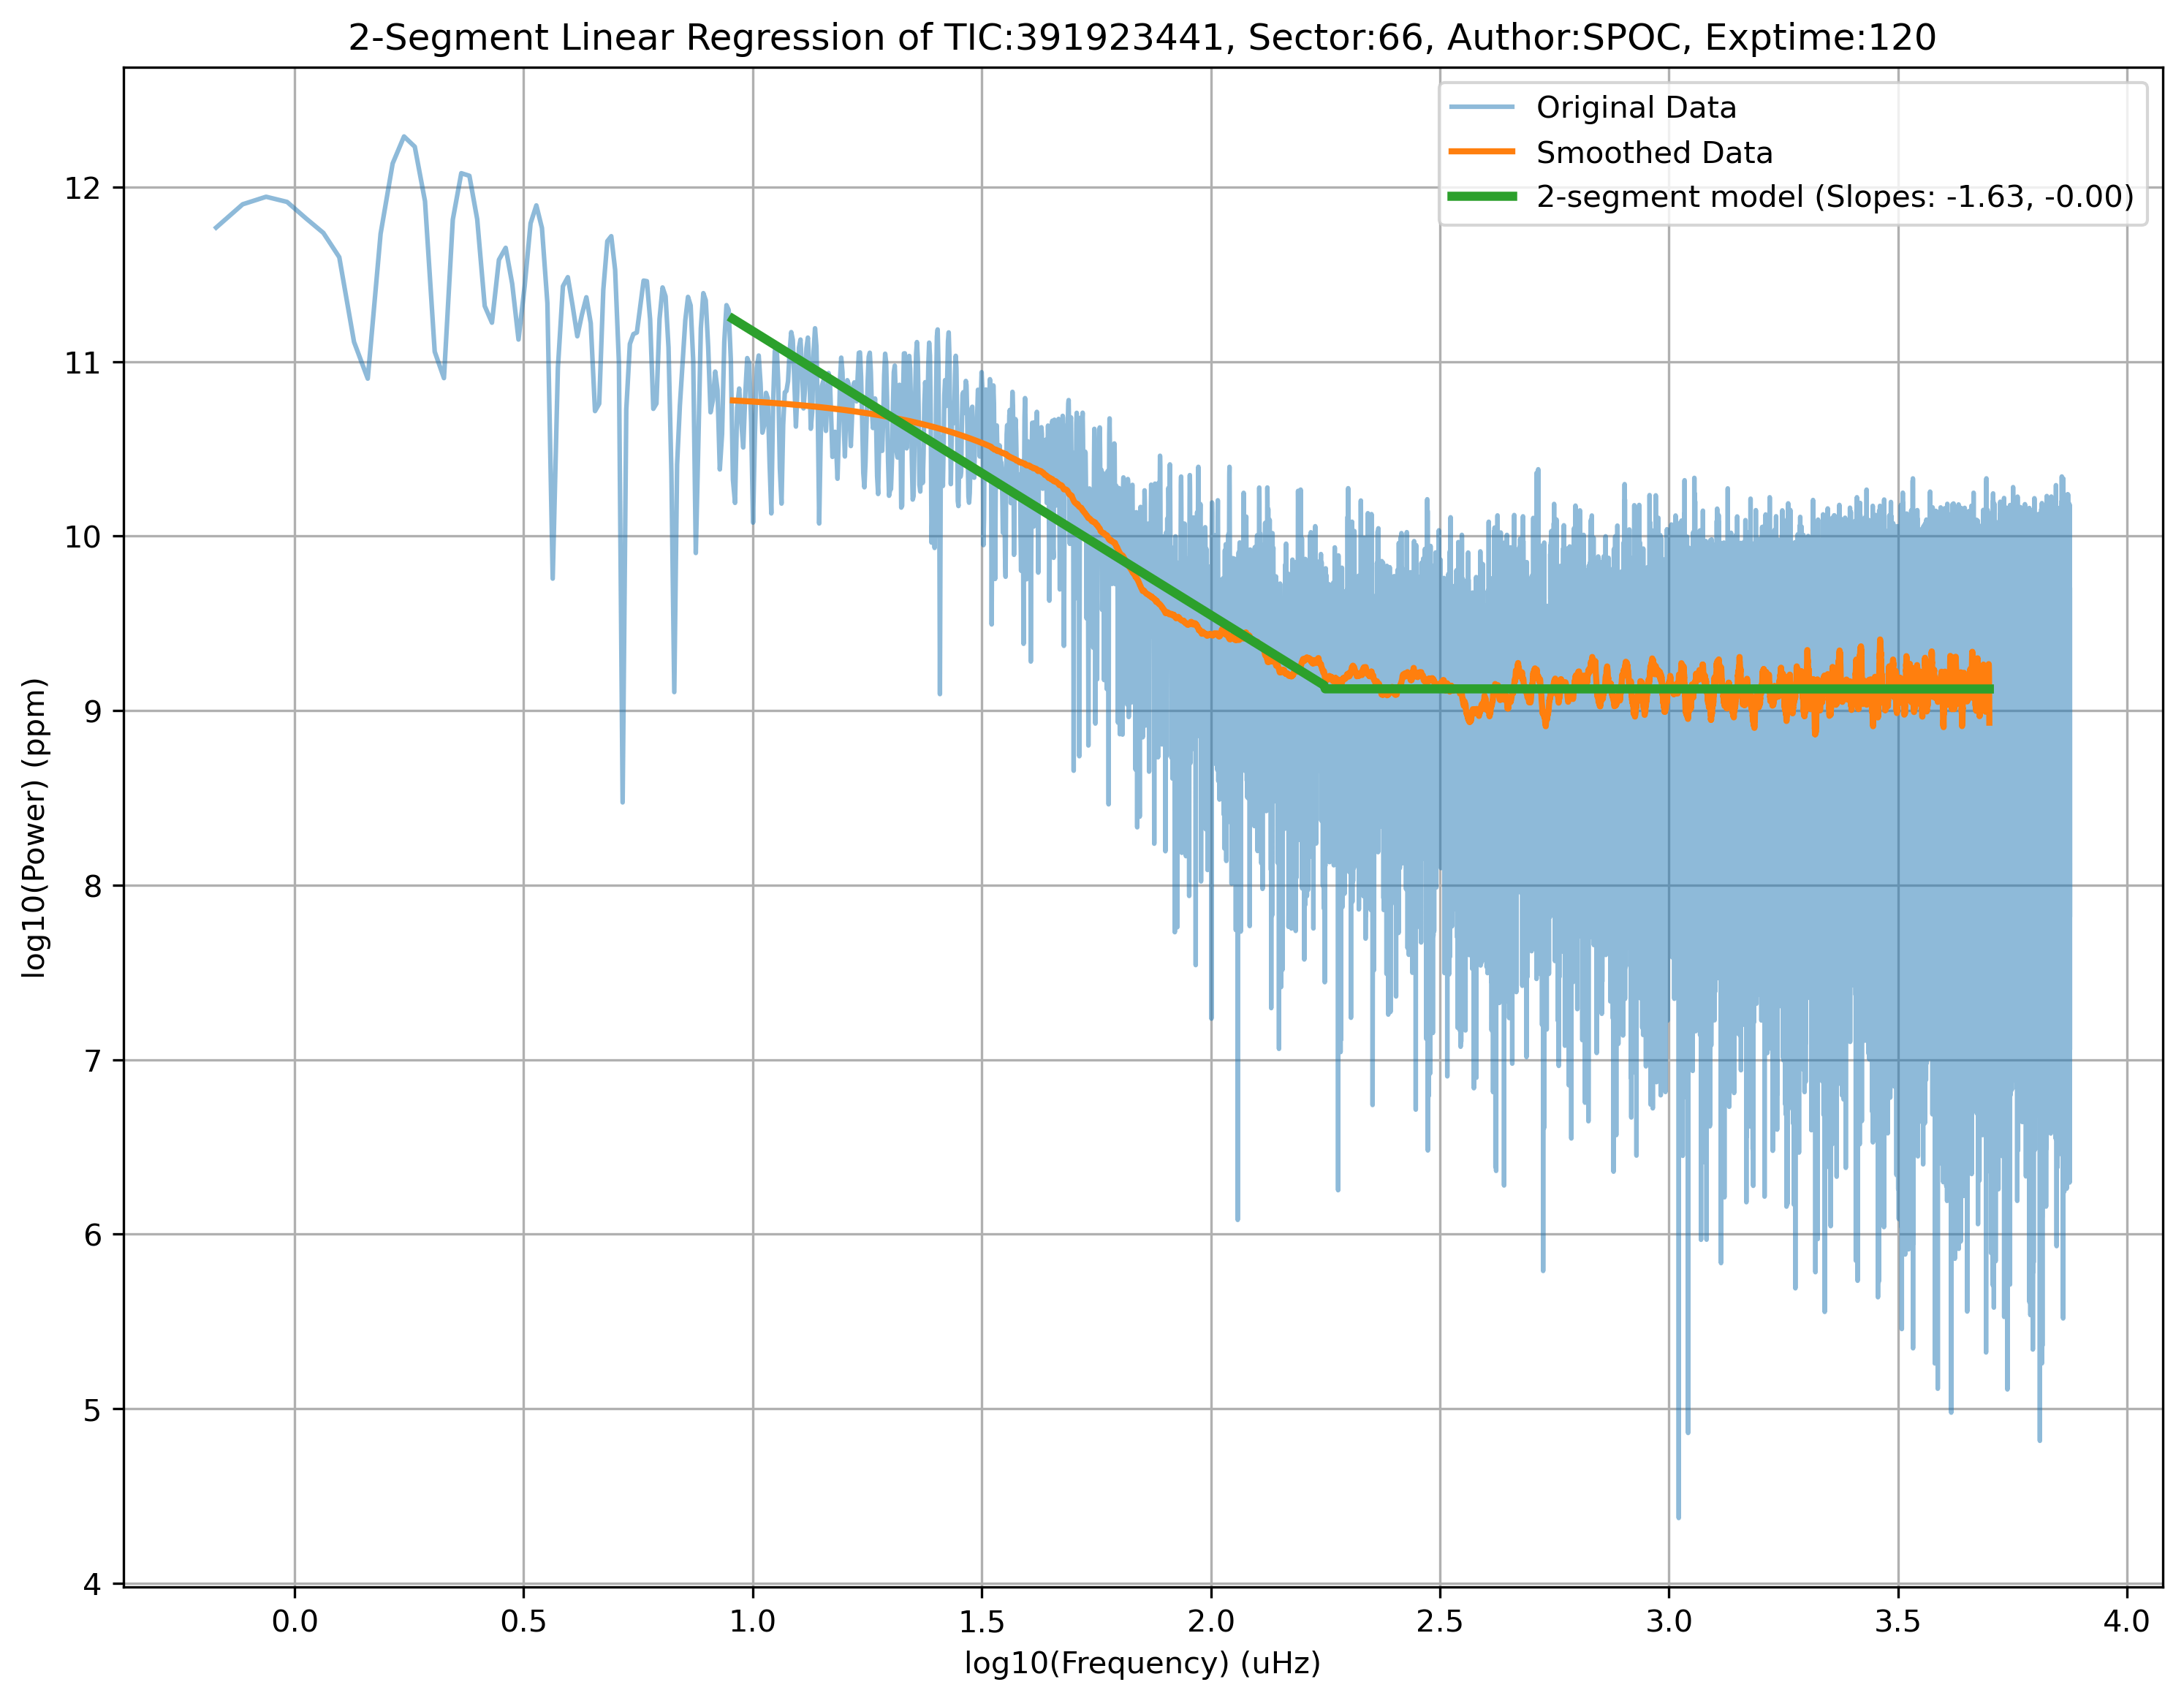 2-Segment Linear Regression of TIC:391923441, Sector:66, Author:SPOC, Exptime:120
Original Data
Smoothed Data
2-segment model (Slopes: -1.63, -0.00)
log10(Power) (ppm)
12
11
10
9
8
7
6
5
4
0.0 0.5 1.0 1.5 2.0 2.5 3.0 3.5 4.0
log10(Frequency) (uHz)